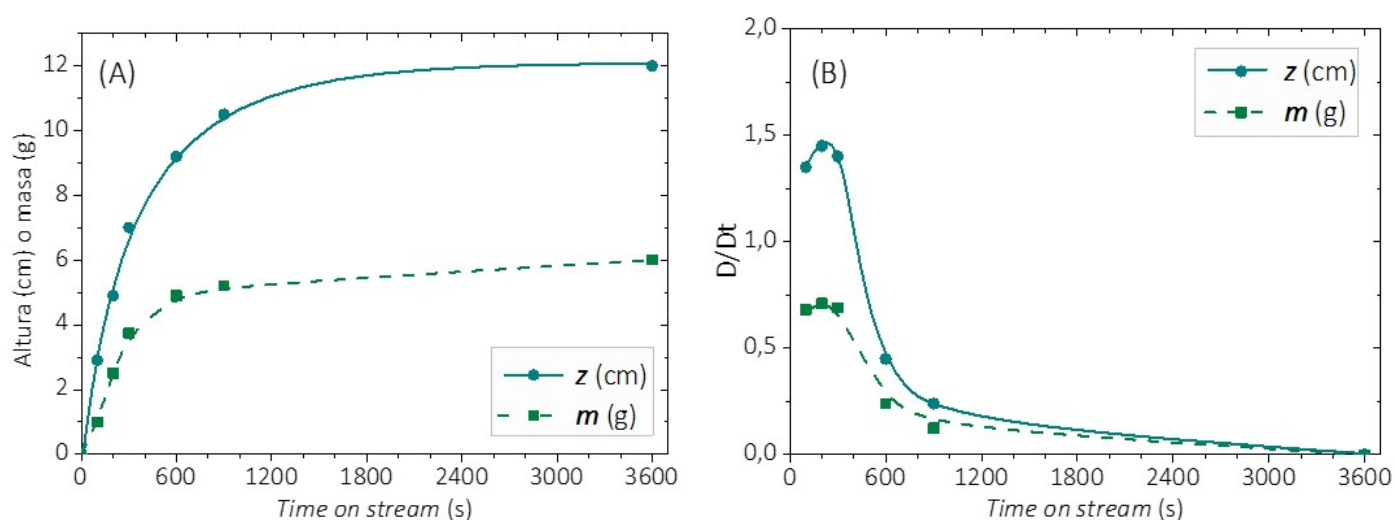 (A)
Altura (cm) o masa (g)
12
10
8
6
4
2
0
z (cm)
m (g)
0 600 1200 1800 2400 3000 3600
Time on stream (s)
(B)
D/Dt
2,0
1,5
1,0
0,5
0,0
z (cm)
m (g)
0 600 1200 1800 2400 3000 3600
Time on stream (s)